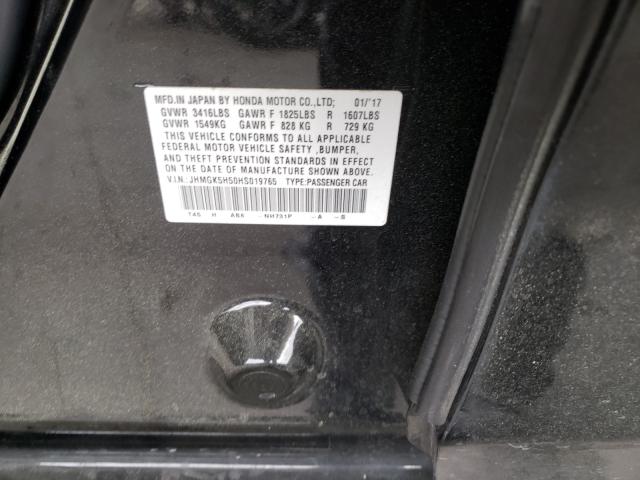 MFD.IN JAPAN BY HONDA MOTOR CO.,LTD; 01/'17
GVWR 3416LBS GAWR F 1825LBS R 1607LBS
GVWR 1549KG GAWR F 828 KG R 729 KG
THIS VEHICLE CONFORMS TO ALL APPLICABLE
FEDERAL MOTOR VEHICLE SAFETY ,BUMPER,
AND THEFT PREVENTION STANDARDS IN EFFECT
ON THE DATE OF MANUFACTURE SHOWN ABOVE.
V.I.N.: JHMGK5H50HS019765 TYPE:PASSENGER CAR
H NH731P -A -S